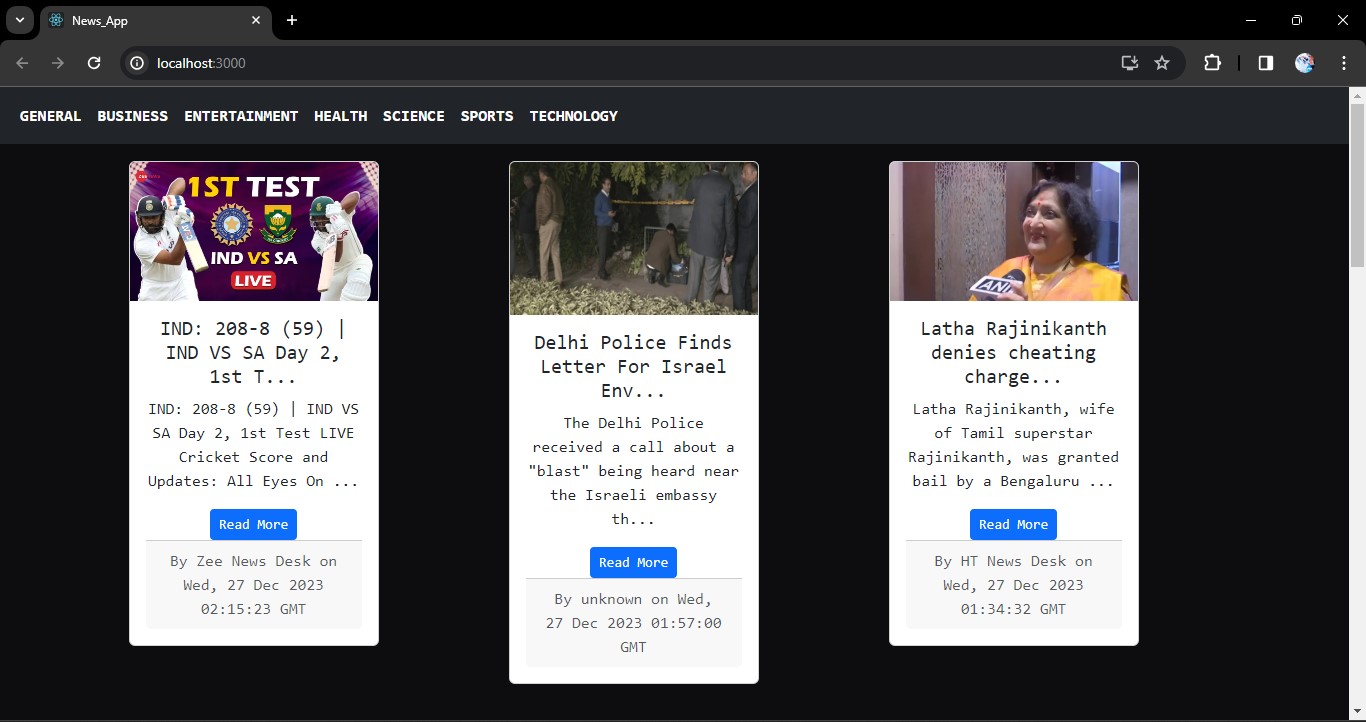 News_App
localhost:3000
GENERAL BUSINESS ENTERTAINMENT HEALTH SCIENCE SPORTS TECHNOLOGY
1ST TEST
IND VS SA
LIVE
IND: 208-8 (59) |
IND VS SA Day 2,
1st T...
IND: 208-8 (59) | IND VS
SA Day 2, 1st Test LIVE
Cricket Score and
Updates: All Eyes On ...
Read More
By Zee News Desk on
Wed, 27 Dec 2023
02:15:23 GMT
Delhi Police Finds
Letter For Israel
Env...
The Delhi Police
received a call about a
"blast" being heard near
the Israeli embassy
th...
Read More
By unknown on Wed,
27 Dec 2023 01:57:00
GMT
ANI
Latha Rajinikanth
denies cheating
charge...
Latha Rajinikanth, wife
of Tamil superstar
Rajinikanth, was granted
bail by a Bengaluru ...
Read More
By HT News Desk on
Wed, 27 Dec 2023
01:34:32 GMT